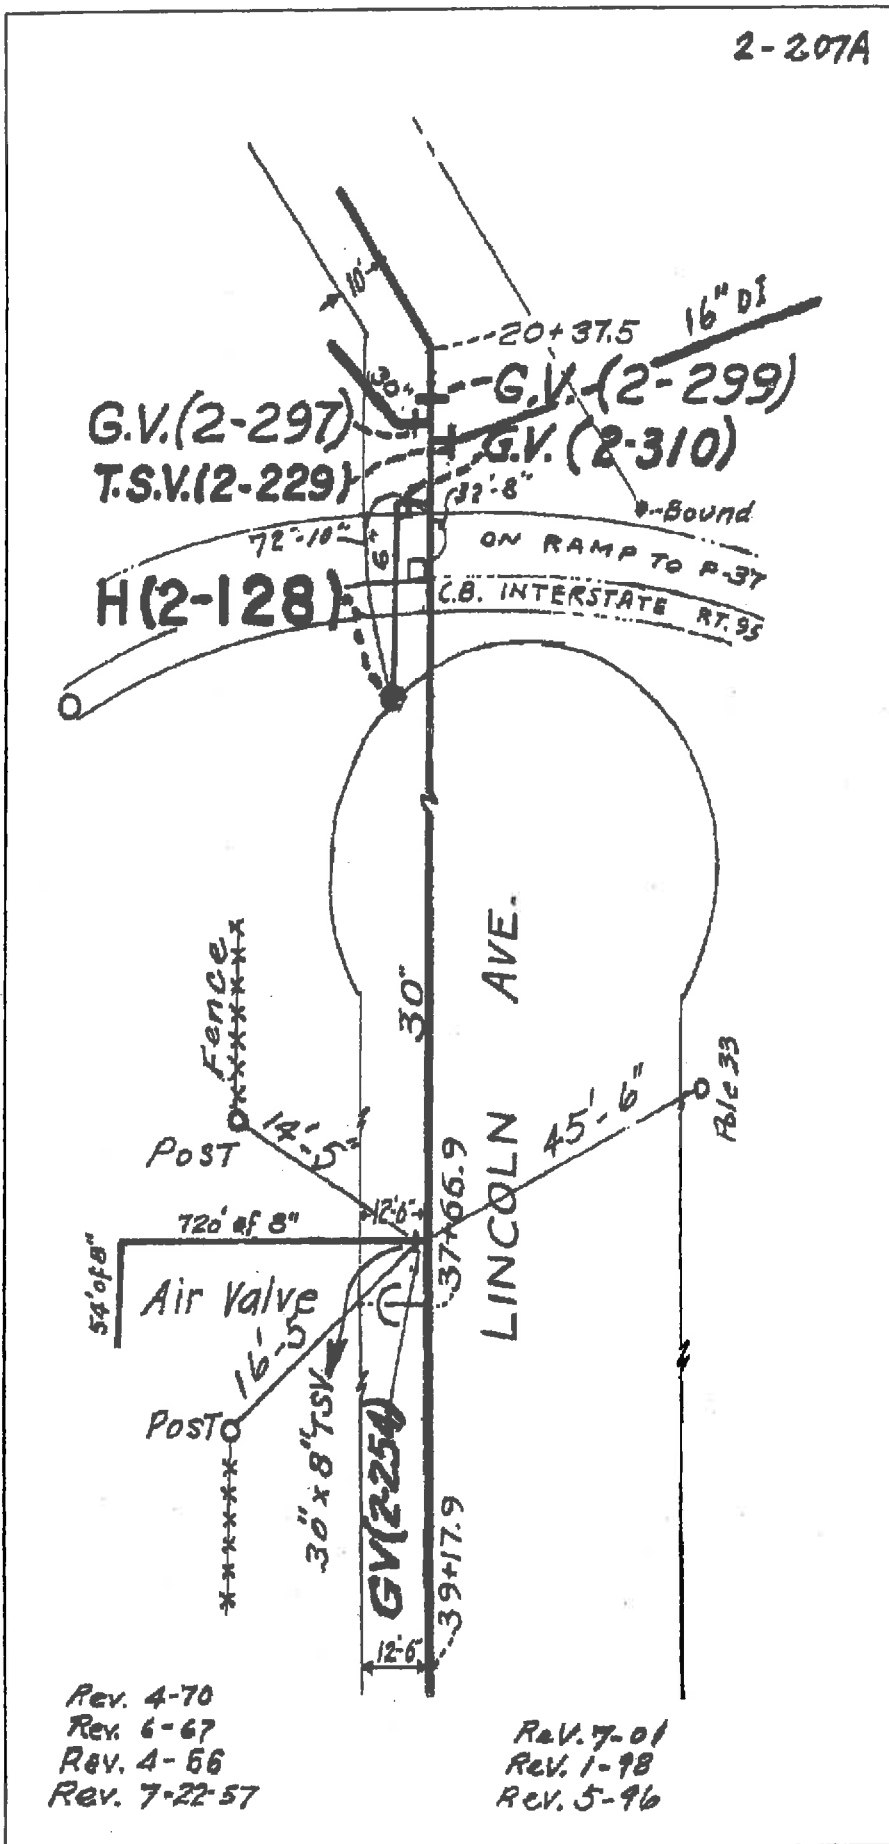 2-207A
10'
16" DI
20+37.5
30"
G.V. (2-299)
G.V.(2-297)
G.V. (2-310)
T.S.V.(2-229)
32'-8"
Bound
72'-10"
6
ON RAMP TO P-37
H(2-128)
C.B. INTERSTATE RT. 95
AVE.
30"
Fence
Pole 33
45'-6"
14'-5"
Post
LINCOLN
12'-6"
37+66.9
720' of 8"
54' of 8"
Air Valve
16'-5"
Post
30" x 8" TSV
GV(2-254)
39+17.9
12'-6"
Rev. 4-70
Rev. 6-67
Rev. 4-66
Rev. 7-22-57
Rev. 7-01
Rev. 1-98
Rev. 5-96